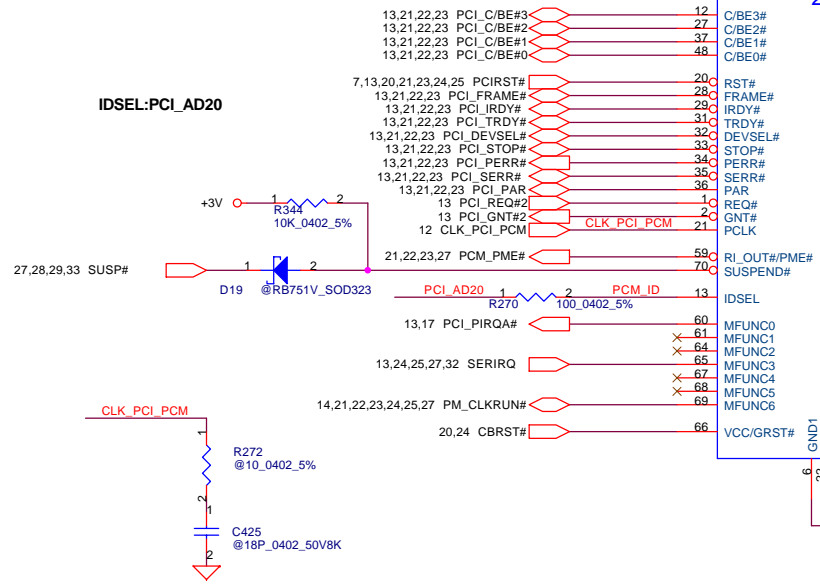 13,21,22,23 PCI_C/BE#3 12 C/BE3#
13,21,22,23 PCI_C/BE#2 27 C/BE2#
13,21,22,23 PCI_C/BE#1 37 C/BE1#
13,21,22,23 PCI_C/BE#0 48 C/BE0#
7,13,20,21,23,24,25 PCIRST# 20 RST#
13,21,22,23 PCI_FRAME# 28 FRAME#
13,21,22,23 PCI_IRDY# 29 IRDY#
13,21,22,23 PCI_TRDY# 31 TRDY#
13,21,22,23 PCI_DEVSEL# 32 DEVSEL#
13,21,22,23 PCI_STOP# 33 STOP#
13,21,22,23 PCI_PERR# 34 PERR#
13,21,22,23 PCI_SERR# 35 SERR#
13,21,22,23 PCI_PAR 36 PAR
13 PCI_REQ#2 1 REQ#
13 PCI_GNT#2 2 GNT#
12 CLK_PCI_PCM CLK_PCI_PCM 21 PCLK
IDSEL:PCI_AD20
+3V 1 2
R344
10K_0402_5%
21,22,23,27 PCM_PME# 59 RI_OUT#/PME#
27,28,29,33 SUSP# 1 2 70 SUSPEND#
D19 @RB751V_SOD323
PCI_AD20 1 2 PCM_ID 13 IDSEL
R270 100_0402_5%
13,17 PCI_PIRQA# 60 MFUNC0
61 MFUNC1
64 MFUNC2
13,24,25,27,32 SERIRQ 65 MFUNC3
67 MFUNC4
68 MFUNC5
14,21,22,23,24,25,27 PM_CLKRUN# 69 MFUNC6
20,24 CBRST# 66 VCC/GRST#
GND1
6
CLK_PCI_PCM
1
R272
@10_0402_5%
2
1
C425
@18P_0402_50V8K
2